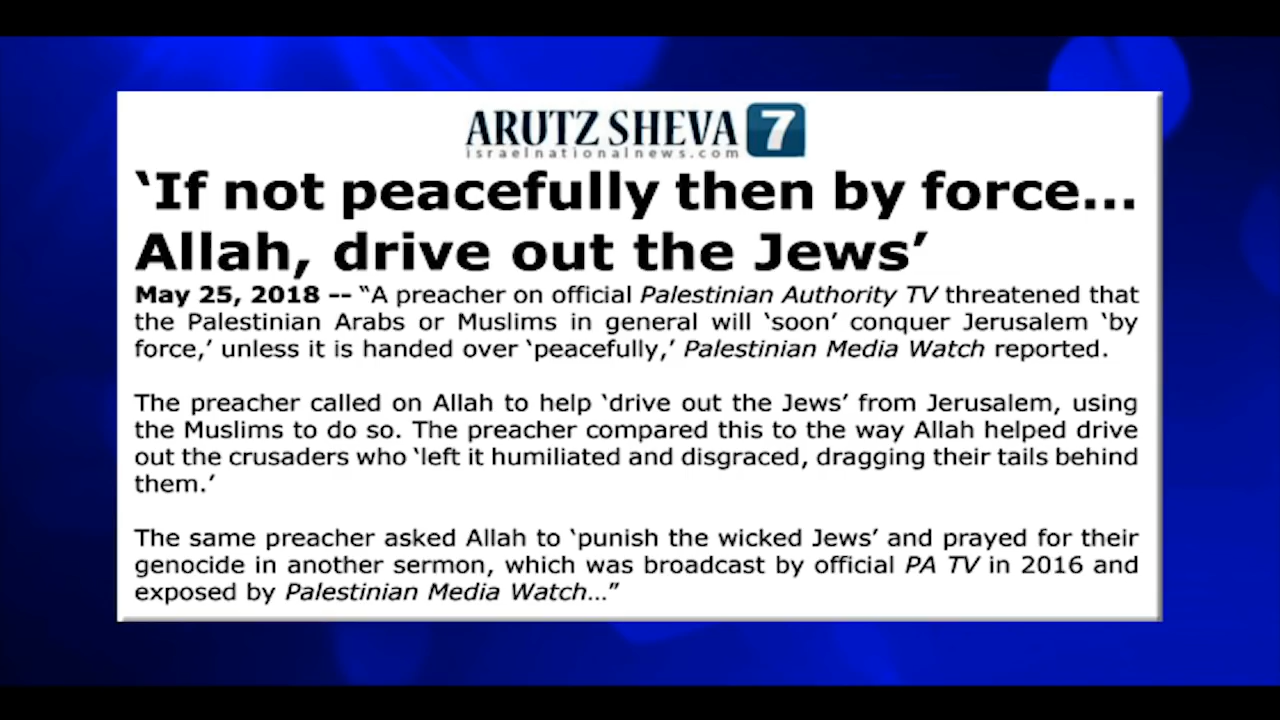 ARUTZ SHEVA 7
israelnationalnews.com
‘If not peacefully then by force...
Allah, drive out the Jews’
May 25, 2018 -- “A preacher on official Palestinian Authority TV threatened that
the Palestinian Arabs or Muslims in general will ‘soon’ conquer Jerusalem ‘by
force,’ unless it is handed over ‘peacefully,’ Palestinian Media Watch reported.
The preacher called on Allah to help ‘drive out the Jews’ from Jerusalem, using
the Muslims to do so. The preacher compared this to the way Allah helped drive
out the crusaders who ‘left it humiliated and disgraced, dragging their tails behind
them.’
The same preacher asked Allah to ‘punish the wicked Jews’ and prayed for their
genocide in another sermon, which was broadcast by official PA TV in 2016 and
exposed by Palestinian Media Watch...”